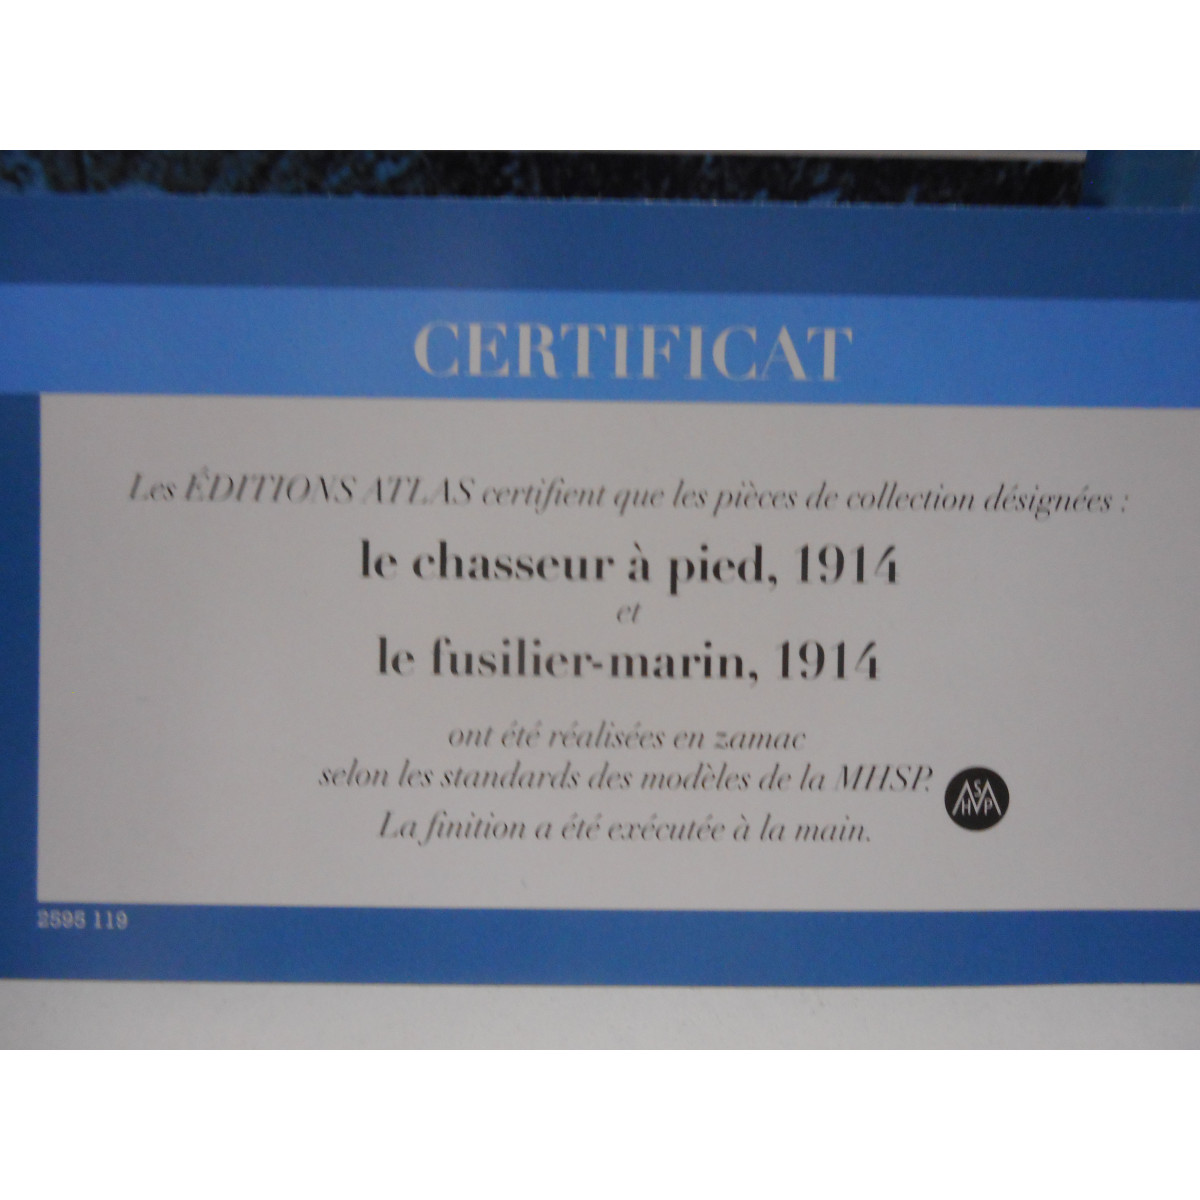 CERTIFICAT
Les ÉDITIONS ATLAS certifient que les pièces de collection désignées :
le chasseur à pied, 1914
et
le fusilier-marin, 1914
ont été réalisées en zamac
selon les standards des modèles de la MHSP.
MHSP
La finition a été exécutée à la main.
2595 119